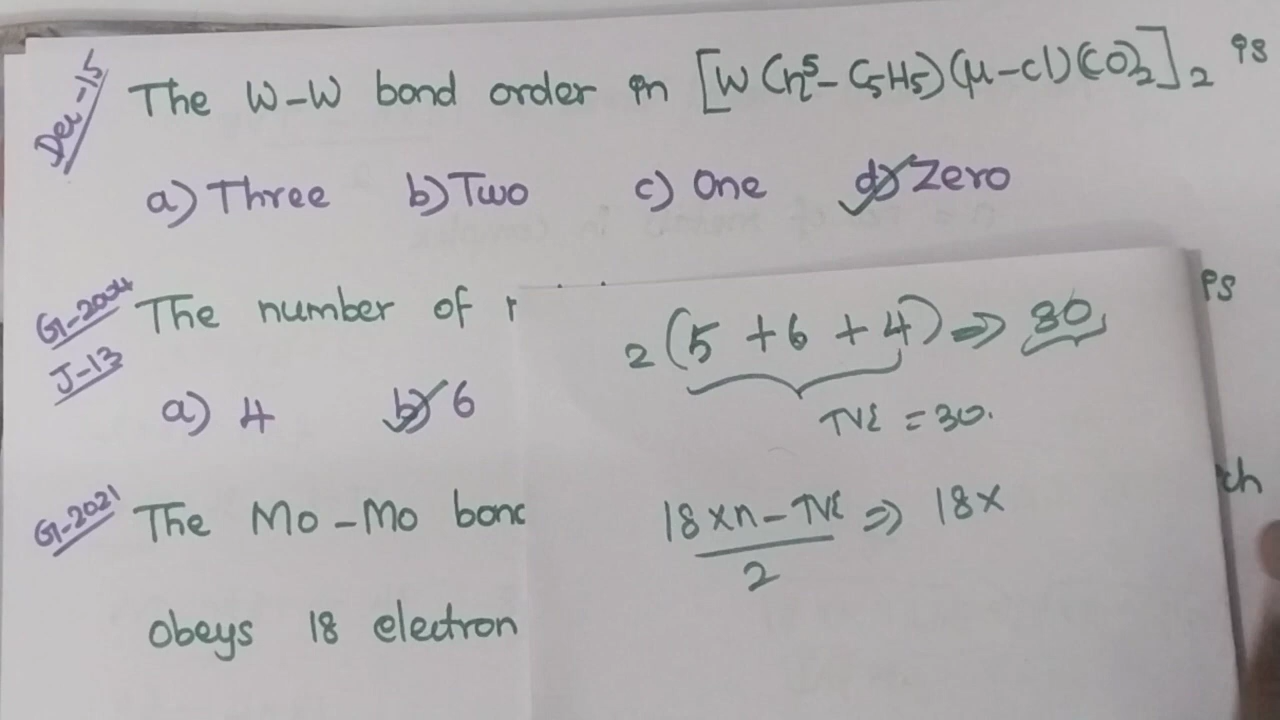 Dec-15
The W-W bond order in [W(η⁵-C₅H₅)(μ-Cl)(CO)₂]₂ is
a) Three b) Two c) One d) Zero
G-2004
J-13
The number of is
a) 4 b) 6
2(5 + 6 + 4) ⇒ 30
TVE = 30.
G-2021
The Mo-Mo bond ch
18×n - TVE / 2 ⇒ 18×
obeys 18 electron